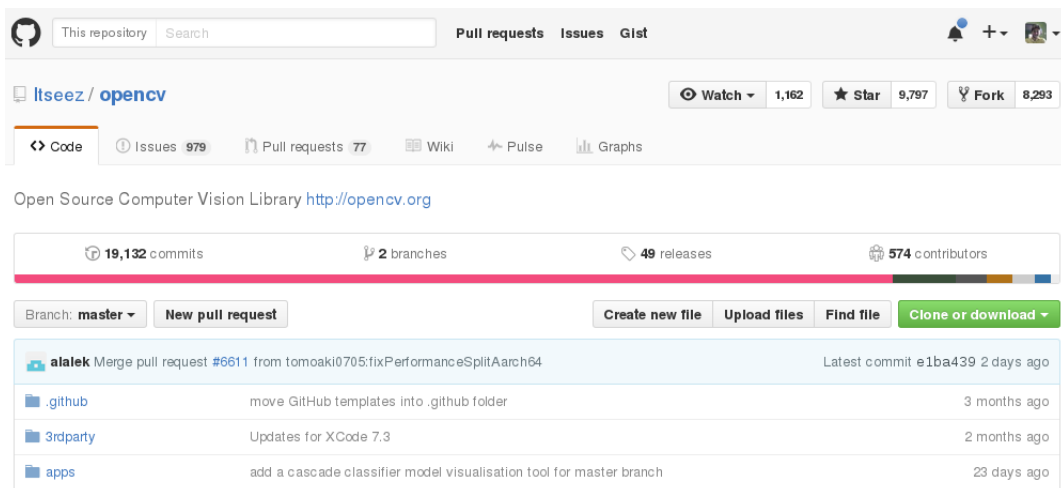 This repository Search Pull requests Issues Gist
Itseez / opencv Watch 1,162 Star 9,797 Fork 8,293
Code Issues 979 Pull requests 77 Wiki Pulse Graphs
Open Source Computer Vision Library http://opencv.org
19,132 commits 2 branches 49 releases 574 contributors
Branch: master New pull request Create new file Upload files Find file Clone or download
alalek Merge pull request #6611 from tomoaki0705:fixPerformanceSplitAarch64 Latest commit e1ba439 2 days ago
.github move GitHub templates into .github folder 3 months ago
3rdparty Updates for XCode 7.3 2 months ago
apps add a cascade classifier model visualisation tool for master branch 23 days ago